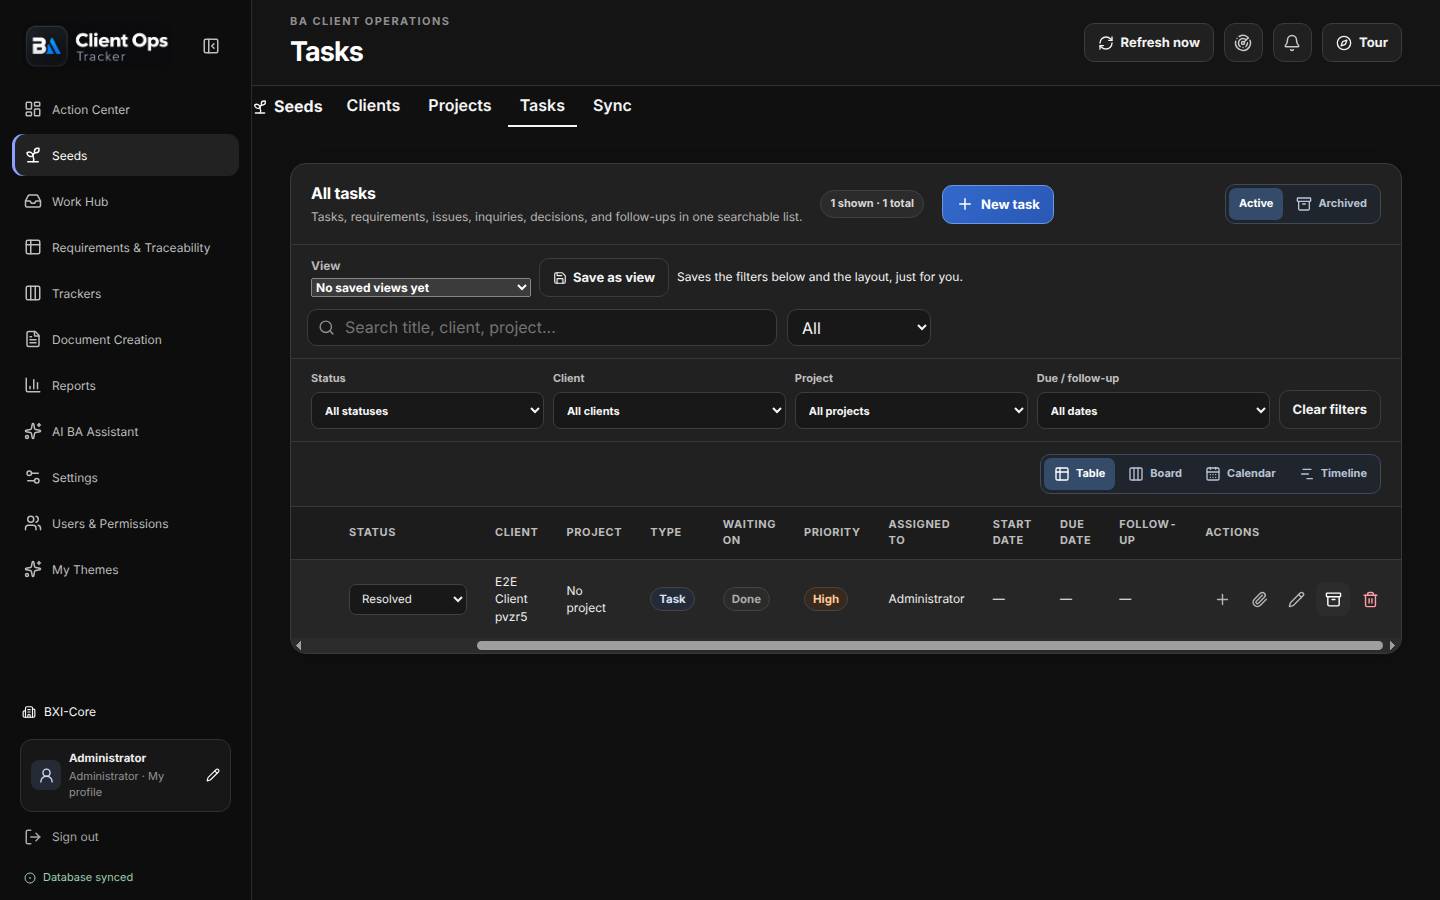 BA Client Ops
Tracker
Action Center
Seeds
Work Hub
Requirements & Traceability
Trackers
Document Creation
Reports
AI BA Assistant
Settings
Users & Permissions
My Themes
BXI-Core
Administrator
Administrator · My
profile
Sign out
Database synced
BA CLIENT OPERATIONS
Tasks
Refresh now
Tour
Seeds Clients Projects Tasks Sync
All tasks
Tasks, requirements, issues, inquiries, decisions, and follow-ups in one searchable list.
1 shown · 1 total
New task
Active Archived
View
No saved views yet
Save as view
Saves the filters below and the layout, just for you.
Search title, client, project...
All
Status Client Project Due / follow-up
All statuses All clients All projects All dates Clear filters
Table Board Calendar Timeline
STATUS CLIENT PROJECT TYPE WAITING ON PRIORITY ASSIGNED TO START DATE DUE DATE FOLLOW-UP ACTIONS
Resolved
E2E
Client
pvzr5
No
project
Task
Done
High
Administrator
— — —